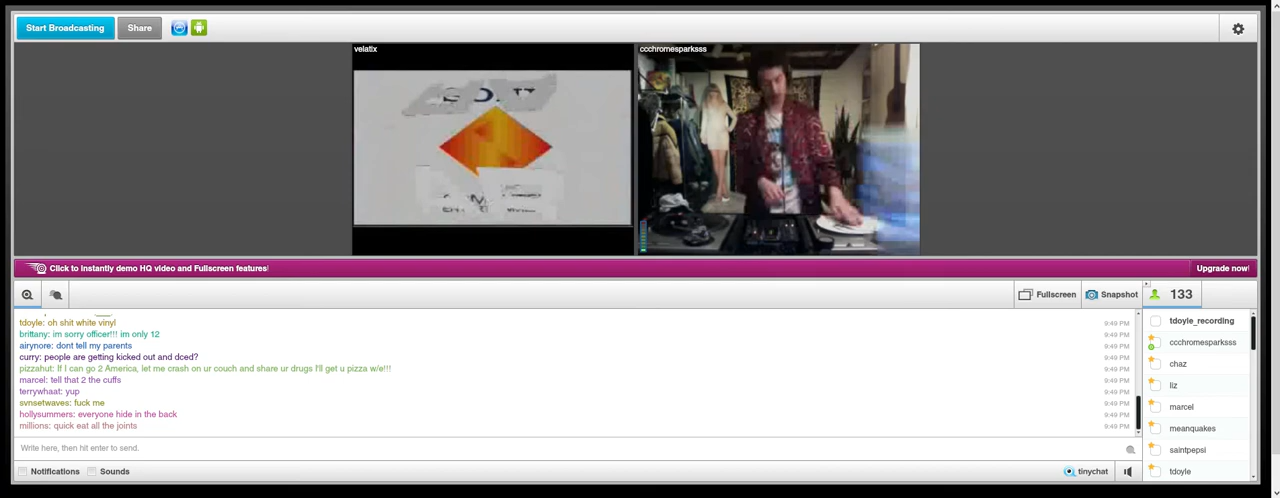 Start Broadcasting
Share
velatix
ccchromesparksss
Click to instantly demo HQ video and Fullscreen features!
Upgrade now!
Fullscreen
Snapshot
133
tdoyle: oh shit white vinyl
9:49 PM
brittany: im sorry officer!!! im only 12
9:49 PM
airynore: dont tell my parents
9:49 PM
curry: people are getting kicked out and dced?
9:49 PM
pizzahut: If I can go 2 America, let me crash on ur couch and share ur drugs I'll get u pizza w/e!!!
9:49 PM
marcel: tell that 2 the cuffs
9:49 PM
terrywhaat: yup
9:49 PM
svnsetwaves: fuck me
9:49 PM
hollysummers: everyone hide in the back
9:49 PM
millions: quick eat all the joints
9:49 PM
tdoyle_recording
ccchromesparksss
chaz
liz
marcel
meanquakes
saintpepsi
tdoyle
Write here, then hit enter to send.
Notifications
Sounds
tinychat